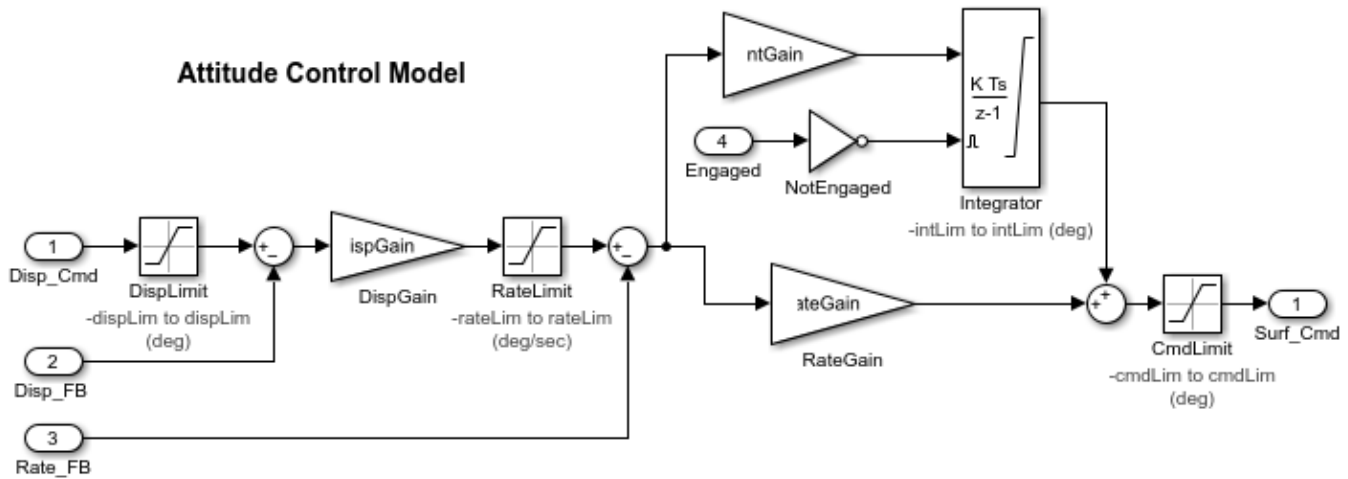 Attitude Control Model
ntGain
K Ts
z-1
4
Engaged
NotEngaged
Integrator
-intLim to intLim (deg)
1
Disp_Cmd
DispLimit
-dispLim to dispLim
(deg)
ispGain
DispGain
RateLimit
-rateLim to rateLim
(deg/sec)
ateGain
RateGain
CmdLimit
-cmdLim to cmdLim
(deg)
1
Surf_Cmd
2
Disp_FB
3
Rate_FB